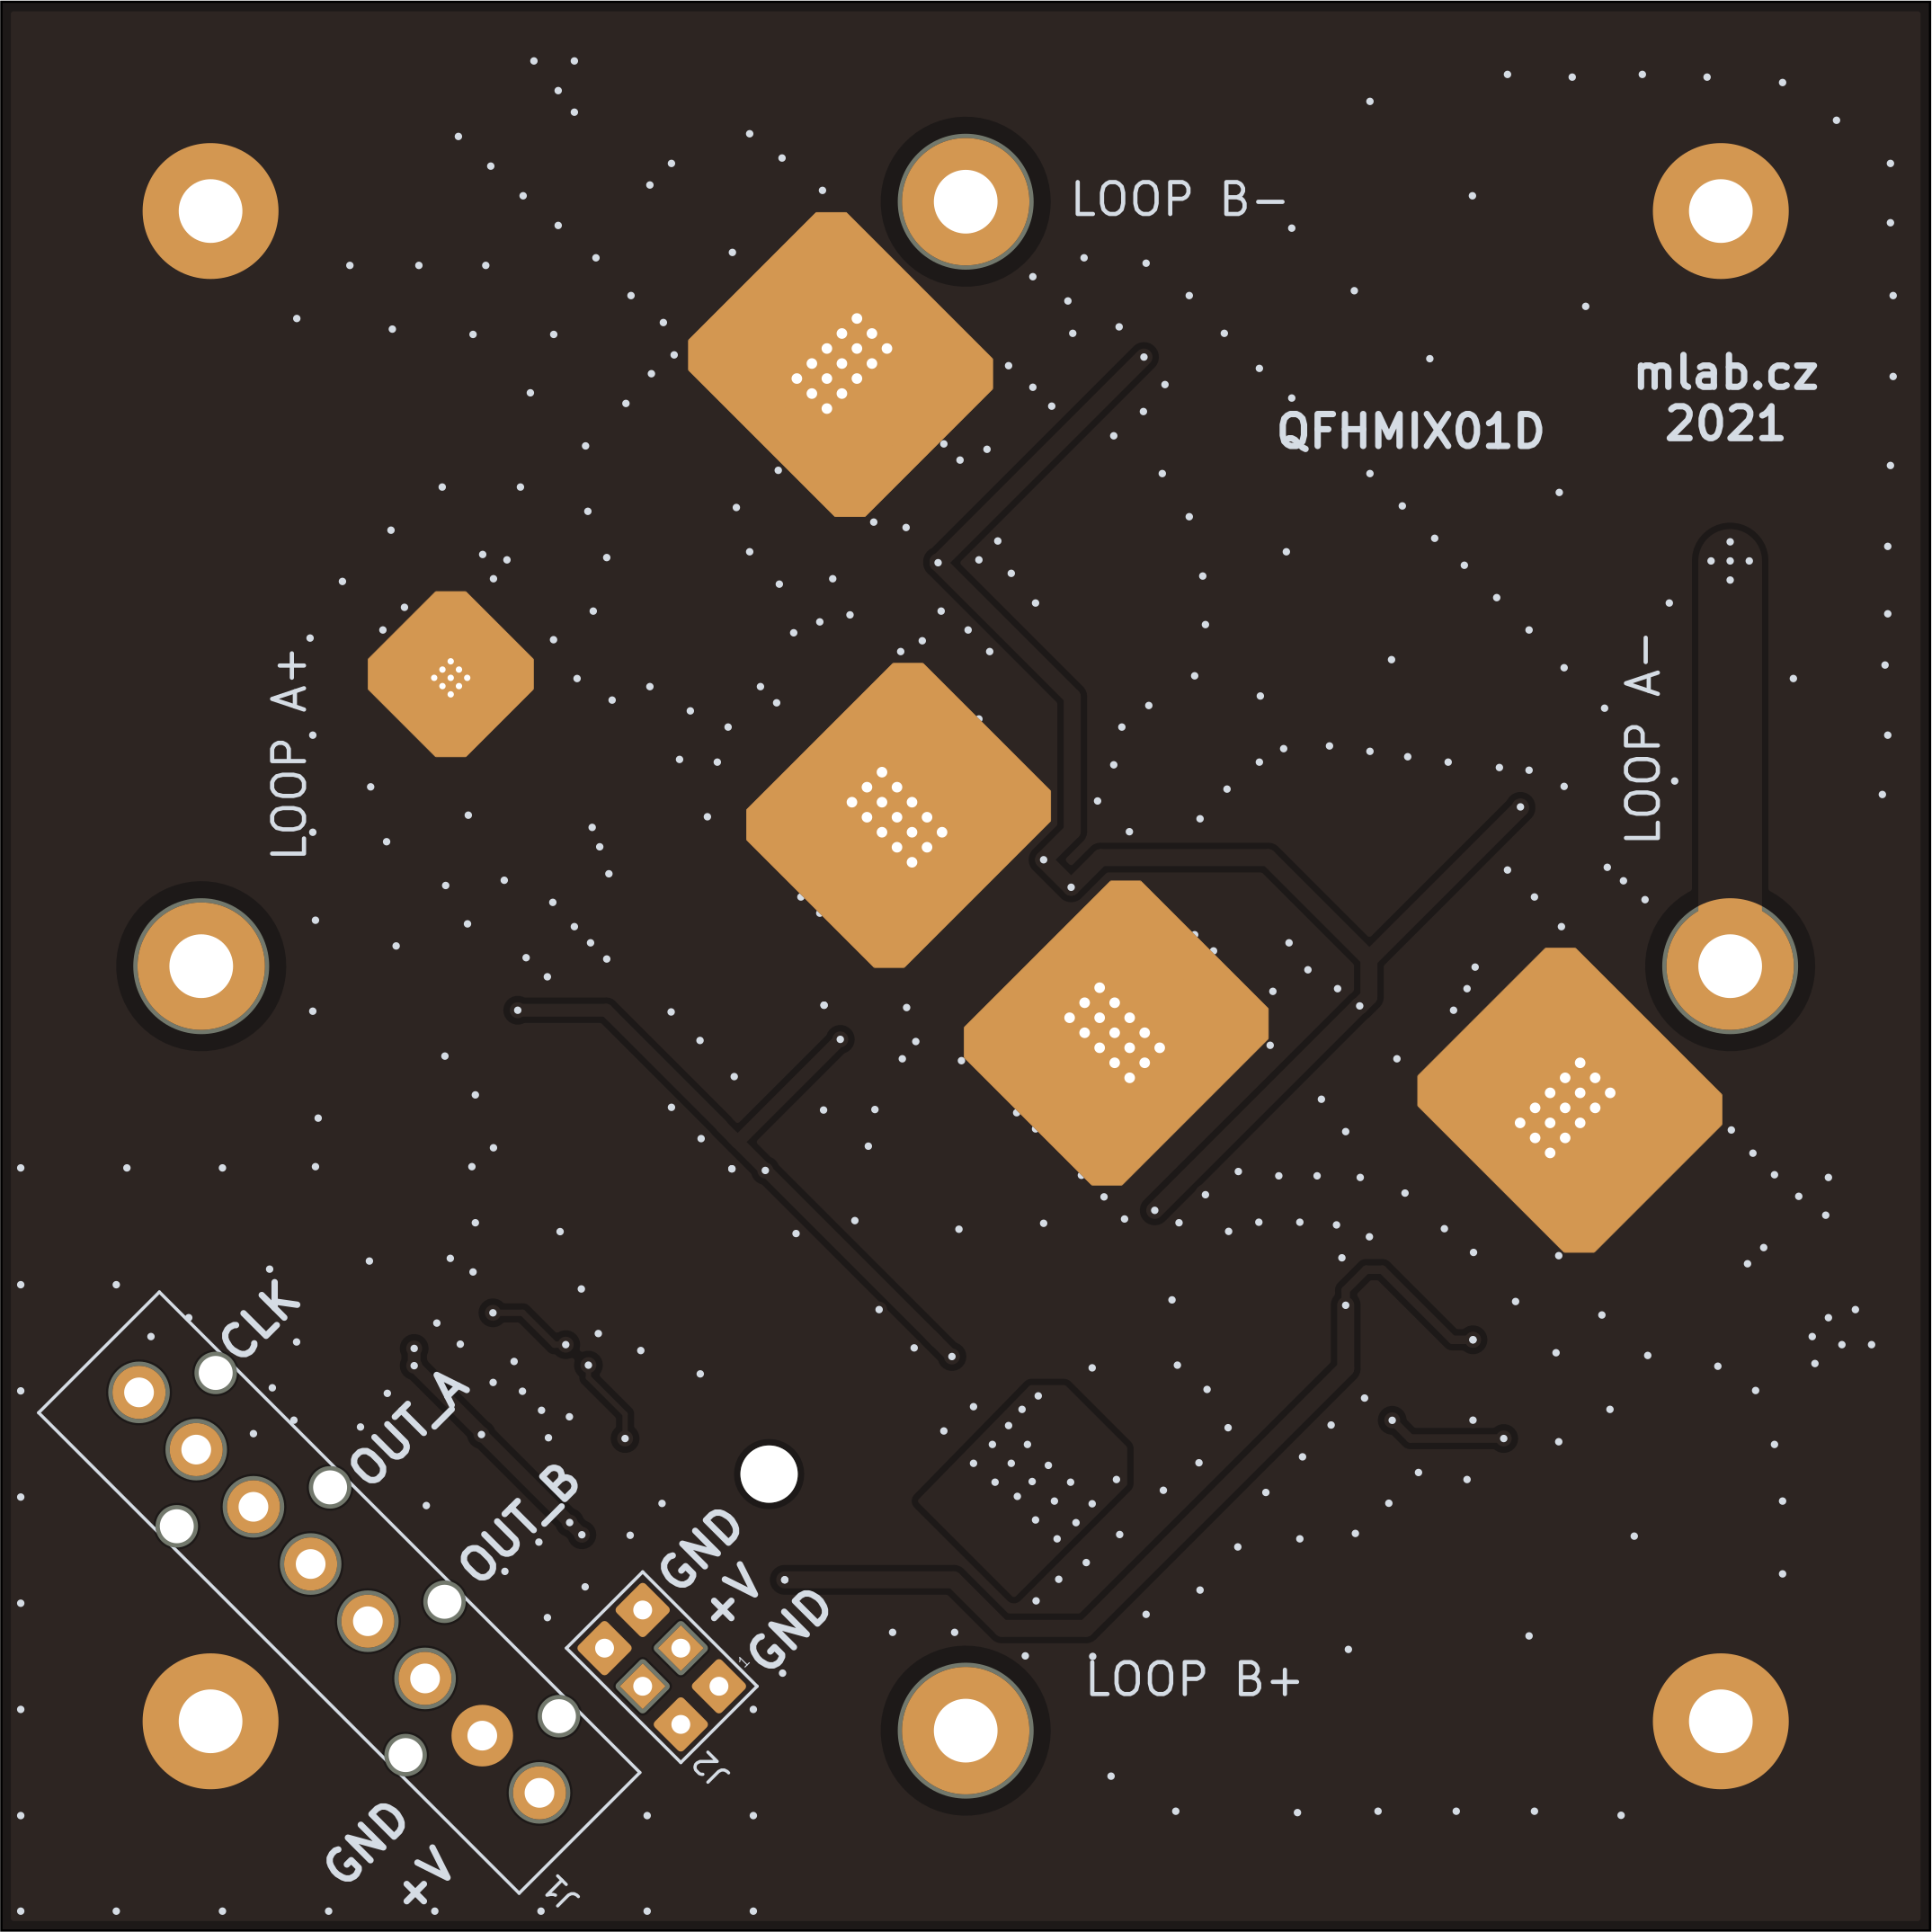 LOOP B-
mlab.cz
2021
QFHMIX01D
LOOP A+
LOOP A-
CLK
OUT_A
OUT_B
GND
+V
GND
1
LOOP B+
J2
GND
+V
J1